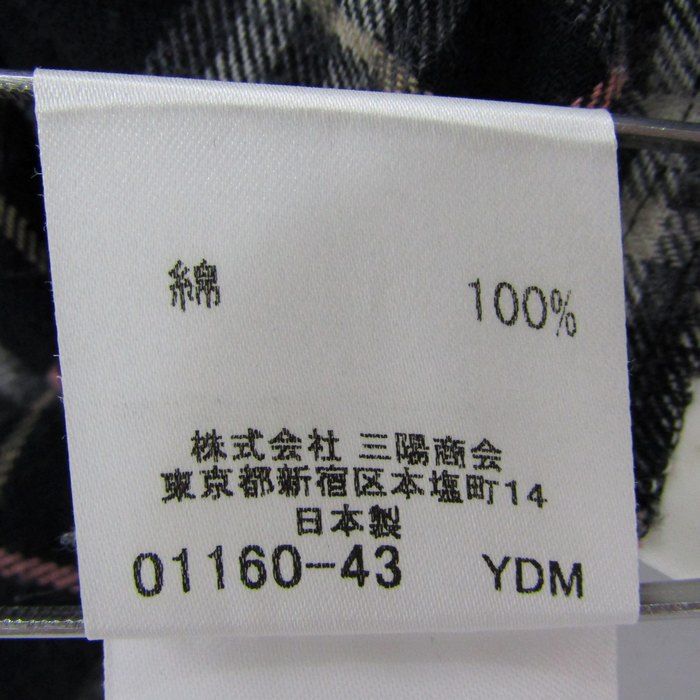 綿 100%
株式会社 三陽商会
東京都新宿区本塩町14
日本製
01160-43 YDM